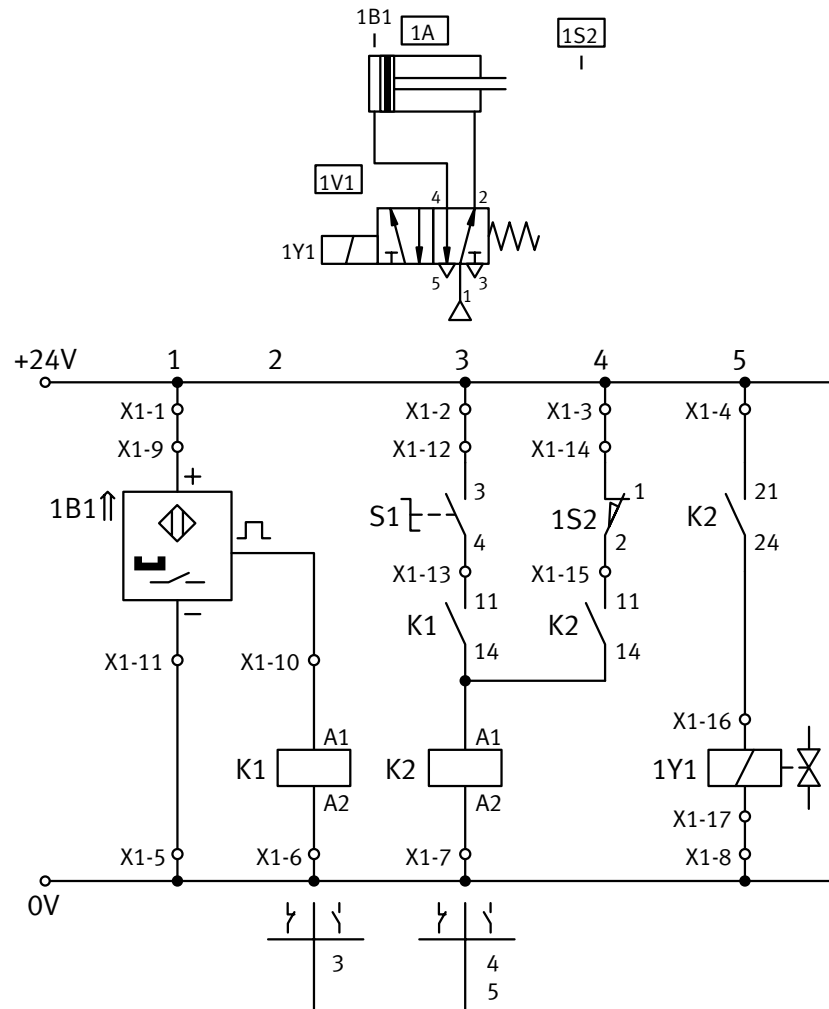 1B1 1A 1S2
1V1 4 2
1Y1
5 3
1
+24V 1 2 3 4 5
X1-1 X1-2 X1-3 X1-4
X1-9 X1-12 X1-14
+
1B1 S1 3 4 1S2 1 2 K2 21 24
−
X1-13 X1-15
K1 11 14 K2 11 14
X1-11 X1-10
X1-16
K1 A1 A2 K2 A1 A2 1Y1
X1-17
X1-5 X1-6 X1-7 X1-8
0V
3 4
5